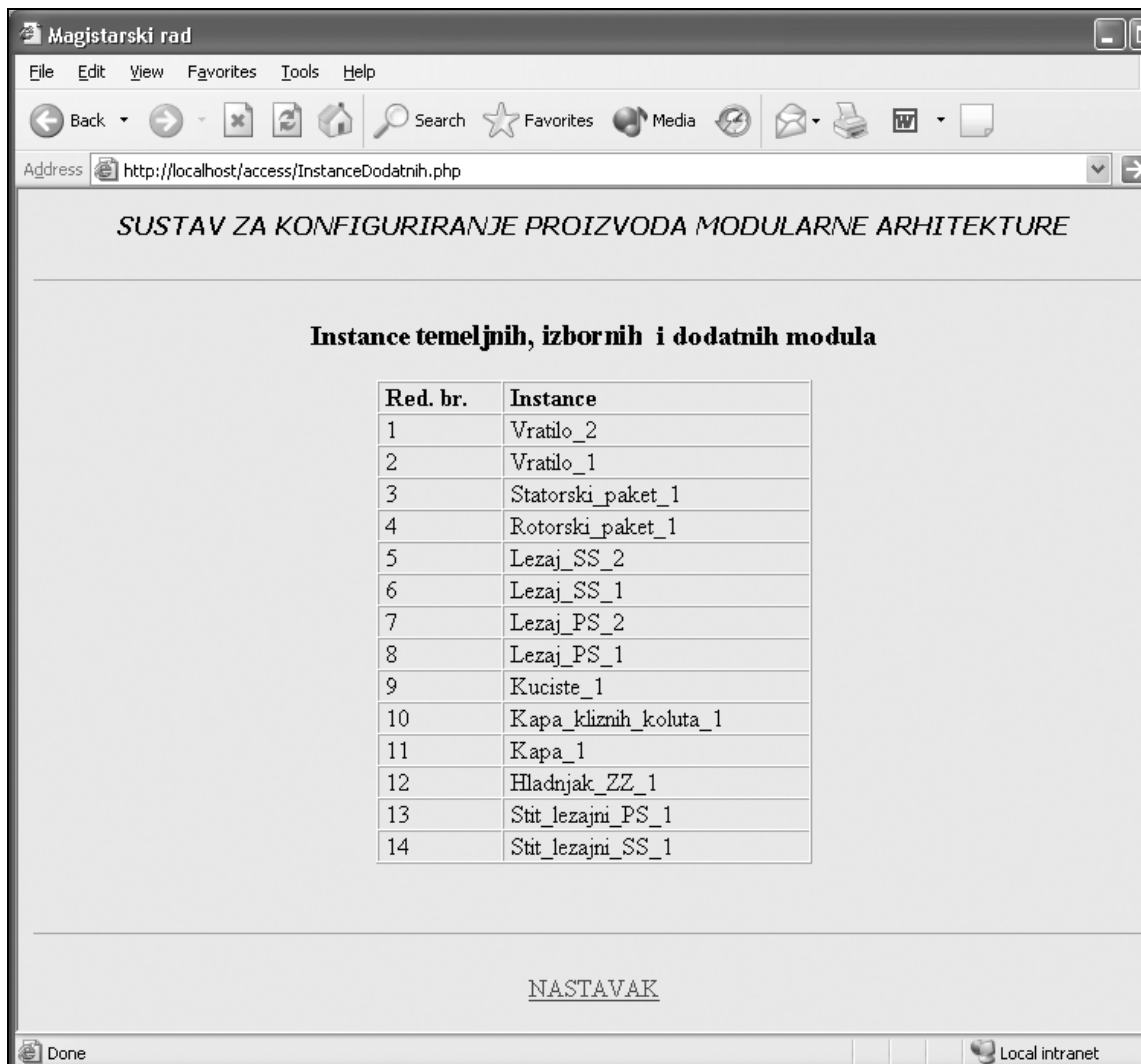 Magistarski rad
File Edit View Favorites Tools Help
Back Search Favorites Media
Address http://localhost/access/InstanceDodatnih.php
SUSTAV ZA KONFIGURIRANJE PROIZVODA MODULARNE ARHITEKTURE
Instance temeljnih, izbornih i dodatnih modula
Red. br. Instance
1 Vratilo_2
2 Vratilo_1
3 Statorski_paket_1
4 Rotorski_paket_1
5 Lezaj_SS_2
6 Lezaj_SS_1
7 Lezaj_PS_2
8 Lezaj_PS_1
9 Kuciste_1
10 Kapa_kliznih_koluta_1
11 Kapa_1
12 Hladnjak_ZZ_1
13 Stit_lezajni_PS_1
14 Stit_lezajni_SS_1
NASTAVAK
Done Local intranet